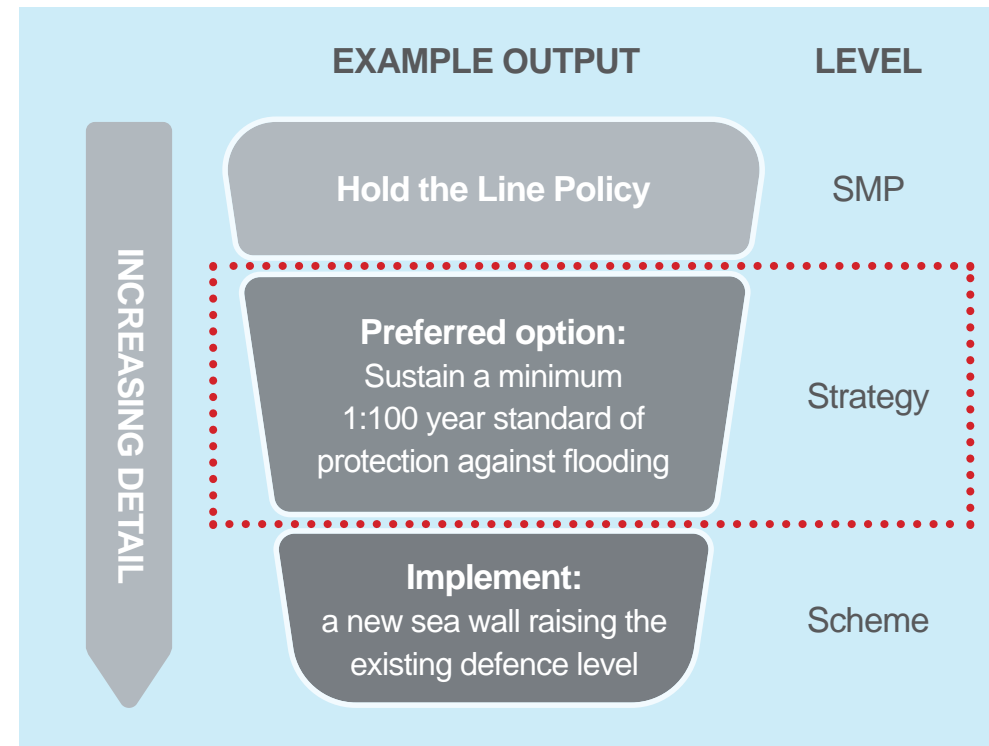 EXAMPLE OUTPUT
LEVEL
INCREASING DETAIL
Hold the Line Policy
SMP
Preferred option:
Sustain a minimum
1:100 year standard of
protection against flooding
Strategy
Implement:
a new sea wall raising the
existing defence level
Scheme